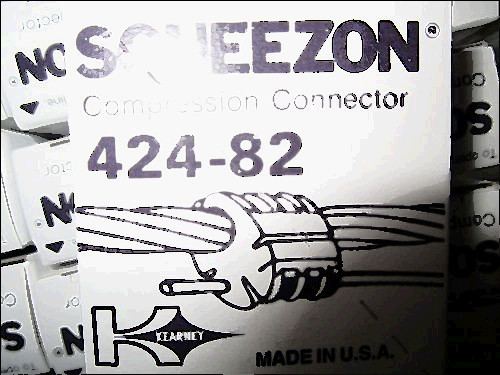 SQUEEZON®
Compression Connector
424-82
KEARNEY
MADE IN U.S.A.